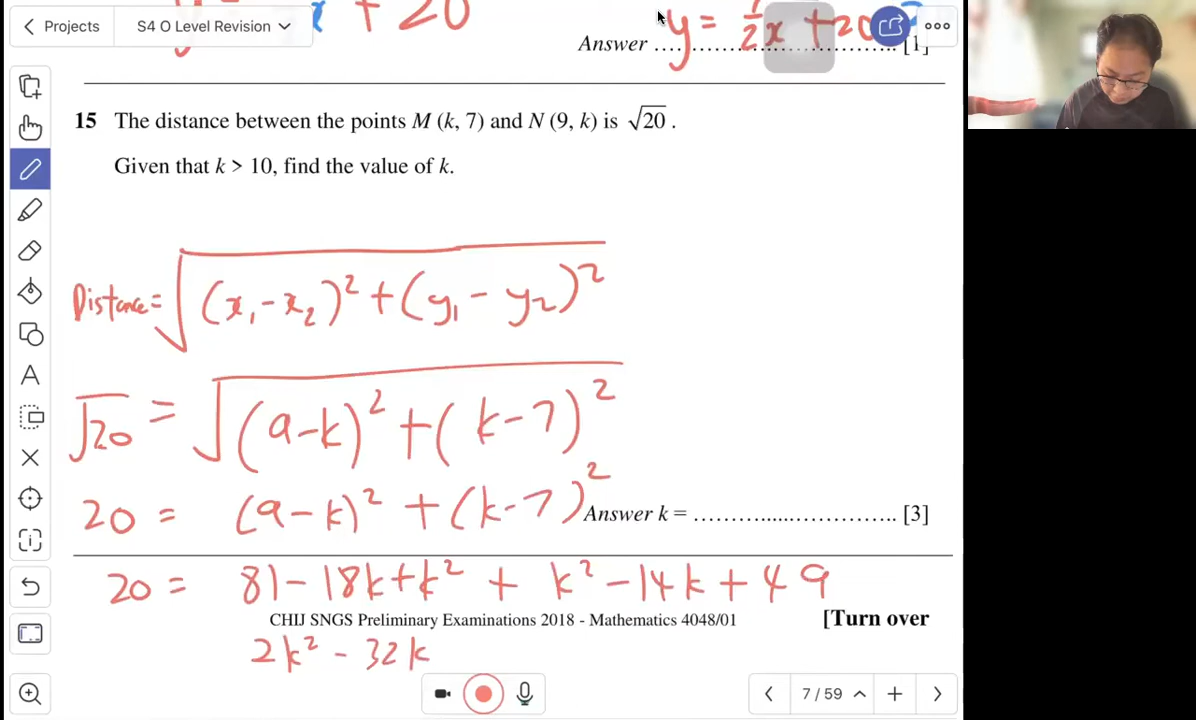 x + 20
Projects
S4 O Level Revision
y = 1/2 x + 20
Answer ........................................ [1]
15 The distance between the points M (k, 7) and N (9, k) is √20 .
Given that k > 10, find the value of k.
Distance = √(x₁ - x₂)² + (y₁ - y₂)²
√20 = √(9-k)² + (k-7)²
20 = (9-k)² + (k-7)²
Answer k = ................................. [3]
20 = 81 - 18k + k² + k² - 14k + 49
CHIJ SNGS Preliminary Examinations 2018 - Mathematics 4048/01
[Turn over
2k² - 32k
7 / 59